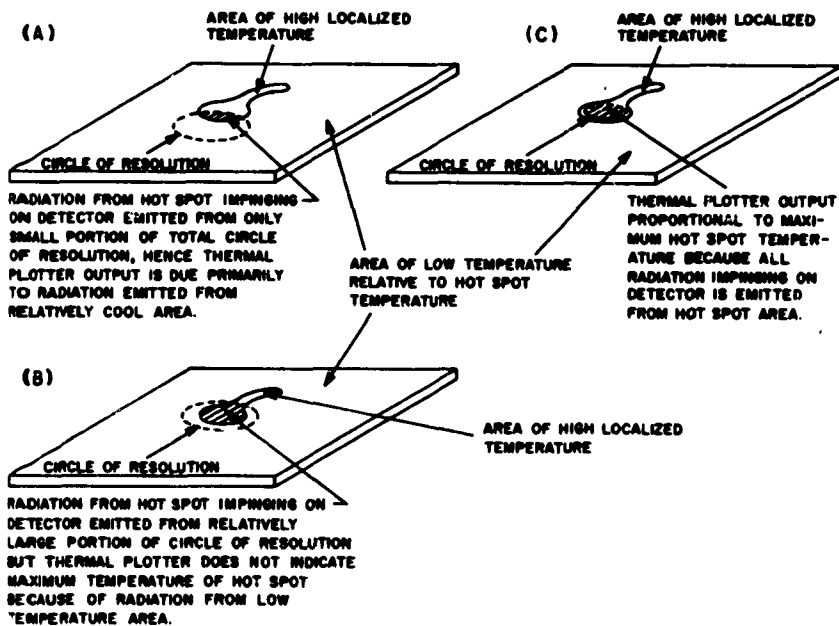 (A)
AREA OF HIGH LOCALIZED
TEMPERATURE
CIRCLE OF RESOLUTION
RADIATION FROM HOT SPOT IMPINGING
ON DETECTOR EMITTED FROM ONLY
SMALL PORTION OF TOTAL CIRCLE
OF RESOLUTION, HENCE THERMAL
PLOTTER OUTPUT IS DUE PRIMARILY
TO RADIATION EMITTED FROM
RELATIVELY COOL AREA.
(C)
AREA OF HIGH LOCALIZED
TEMPERATURE
CIRCLE OF RESOLUTION
THERMAL PLOTTER OUTPUT
PROPORTIONAL TO MAXI-
MUM HOT SPOT TEMPER-
ATURE BECAUSE ALL
RADIATION IMPINGING ON
DETECTOR IS EMITTED
FROM HOT SPOT AREA.
AREA OF LOW TEMPERATURE
RELATIVE TO HOT SPOT
TEMPERATURE
(B)
AREA OF HIGH LOCALIZED
TEMPERATURE
CIRCLE OF RESOLUTION
RADIATION FROM HOT SPOT IMPINGING ON
DETECTOR EMITTED FROM RELATIVELY
LARGE PORTION OF CIRCLE OF RESOLUTION
BUT THERMAL PLOTTER DOES NOT INDICATE
MAXIMUM TEMPERATURE OF HOT SPOT
BECAUSE OF RADIATION FROM LOW
TEMPERATURE AREA.